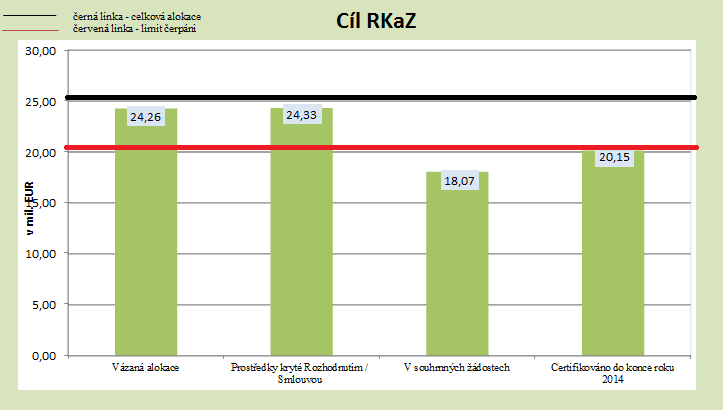 černá linka - celková alokace
červená linka - limit čerpání
Cíl RKaZ
30,00
25,00
20,00
15,00
10,00
5,00
0,00
v mil. EUR
24,26
24,33
18,07
20,15
Vázaná alokace
Prostředky kryté Rozhodnutím /
Smlouvou
V souhrnných žádostech
Certifikováno do konce roku
2014